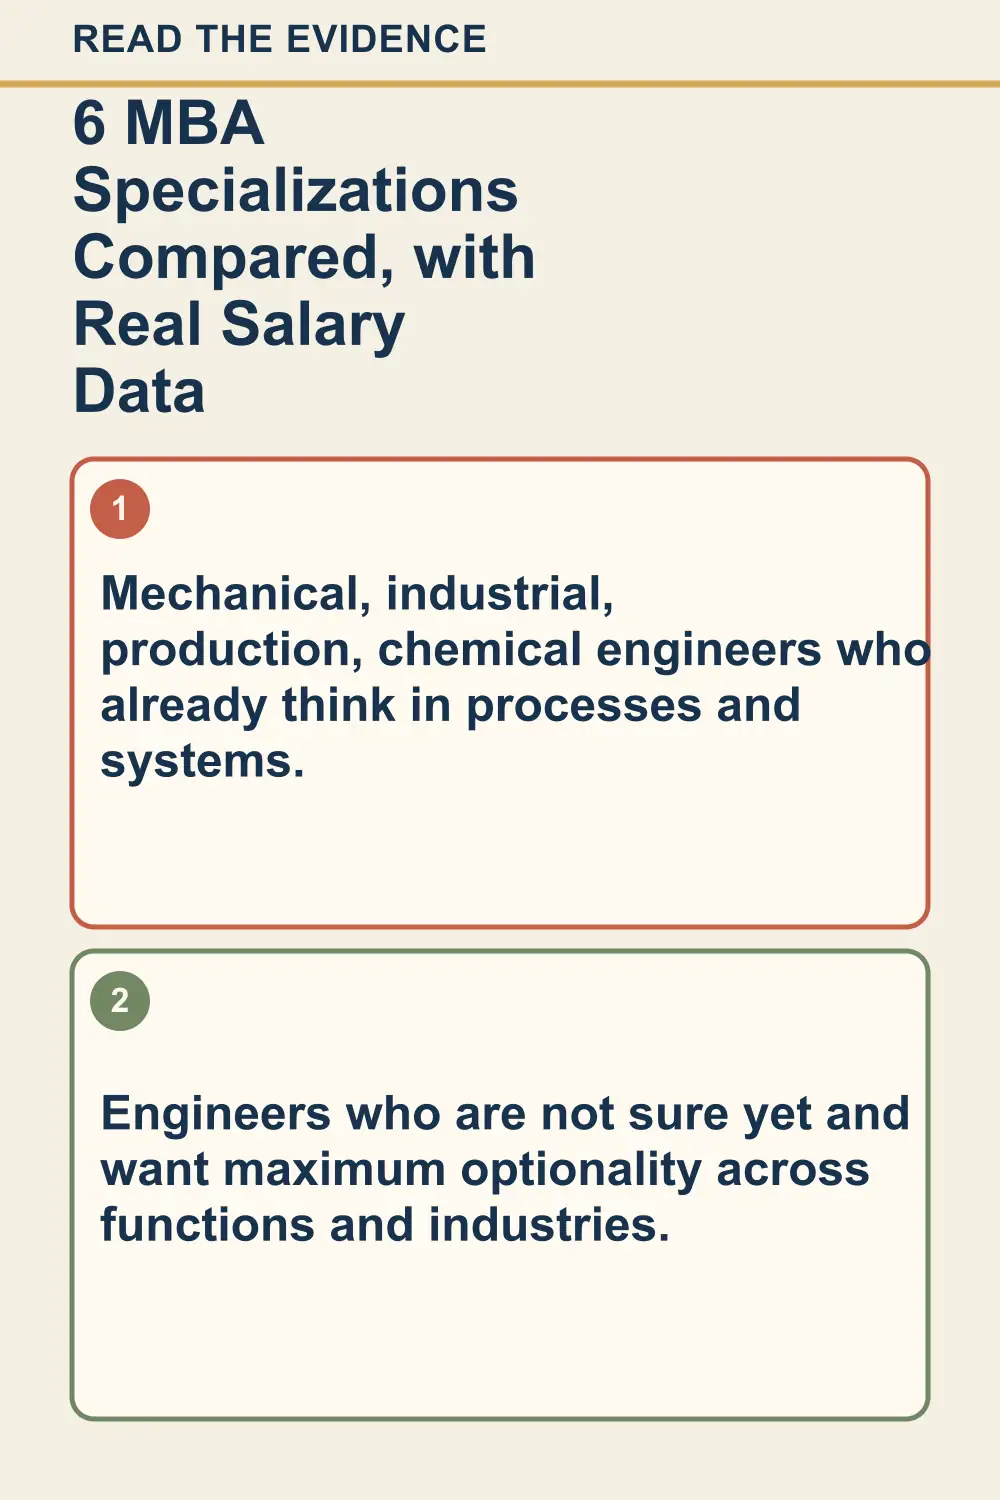 READ THE EVIDENCE
6 MBA
Specializations
Compared, with
Real Salary
Data
1
Mechanical, industrial,
production, chemical engineers who
already think in processes and
systems.
2
Engineers who are not sure yet and
want maximum optionality across
functions and industries.